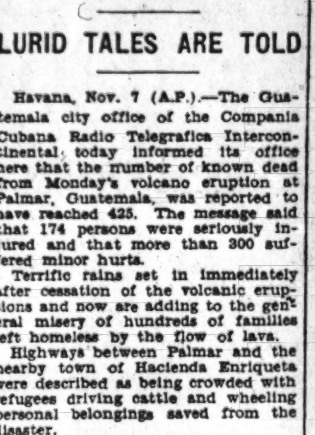 LURID TALES ARE TOLD
Havana, Nov. 7 (A.P.).—The Gua-
temala city office of the Compania
Cubana Radio Telegrafica Intercon-
tinental today informed its office
here that the number of known dead
from Monday's volcano eruption at
Palmar, Guatemala, was reported to
have reached 425. The message said
that 174 persons were seriously in-
jured and that more than 300 suf-
fered minor hurts.
Terrific rains set in immediately
after cessation of the volcanic erup-
tions and now are adding to the gen-
eral misery of hundreds of families
left homeless by the flow of lava.
Highways between Palmar and the
nearby town of Hacienda Enriqueta
were described as being crowded with
refugees driving cattle and wheeling
personal belongings saved from the
disaster.